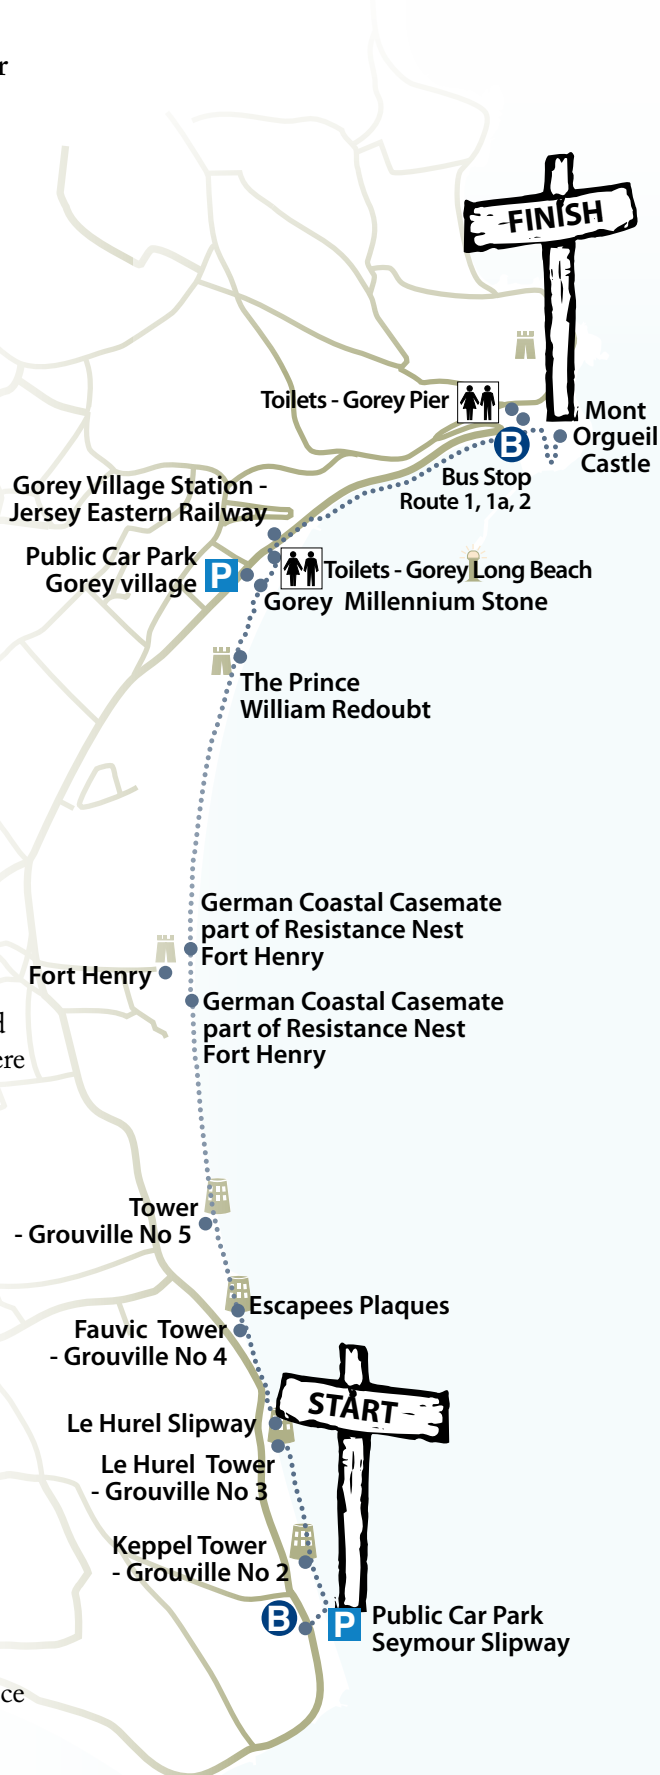 r
FINISH
Toilets - Gorey Pier
Mont
Orgueil
Castle
B
Bus Stop
Route 1, 1a, 2
Gorey Village Station -
Jersey Eastern Railway
Public Car Park
Gorey village
P
Toilets - Gorey Long Beach
Gorey Millennium Stone
The Prince
William Redoubt
German Coastal Casemate
part of Resistance Nest
Fort Henry
Fort Henry
German Coastal Casemate
part of Resistance Nest
Fort Henry
d
ere
Tower
- Grouville No 5
Escapees Plaques
Fauvic Tower
- Grouville No 4
START
Le Hurel Slipway
Le Hurel Tower
- Grouville No 3
Keppel Tower
- Grouville No 2
B
P
Public Car Park
Seymour Slipway
ce